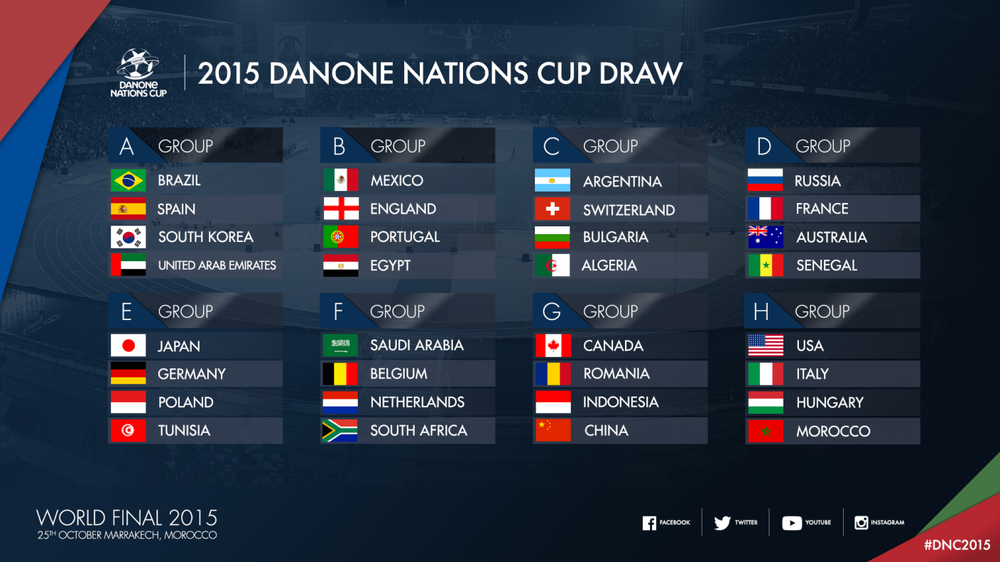 DANONE
NATIONS CUP
2015 DANONE NATIONS CUP DRAW
A GROUP
BRAZIL
SPAIN
SOUTH KOREA
UNITED ARAB EMIRATES
B GROUP
MEXICO
ENGLAND
PORTUGAL
EGYPT
C GROUP
ARGENTINA
SWITZERLAND
BULGARIA
ALGERIA
D GROUP
RUSSIA
FRANCE
AUSTRALIA
SENEGAL
E GROUP
JAPAN
GERMANY
POLAND
TUNISIA
F GROUP
SAUDI ARABIA
BELGIUM
NETHERLANDS
SOUTH AFRICA
G GROUP
CANADA
ROMANIA
INDONESIA
CHINA
H GROUP
USA
ITALY
HUNGARY
MOROCCO
WORLD FINAL 2015
25TH OCTOBER MARRAKECH, MOROCCO
FACEBOOK
TWITTER
YOUTUBE
INSTAGRAM
#DNC2015